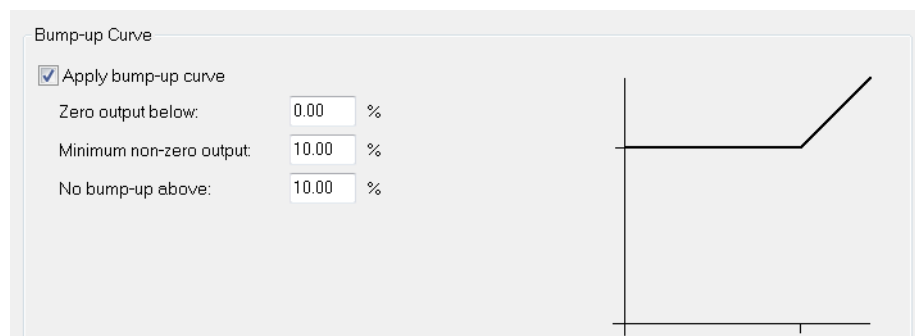 Bump-up Curve
Apply bump-up curve
Zero output below: 0.00 %
Minimum non-zero output: 10.00 %
No bump-up above: 10.00 %